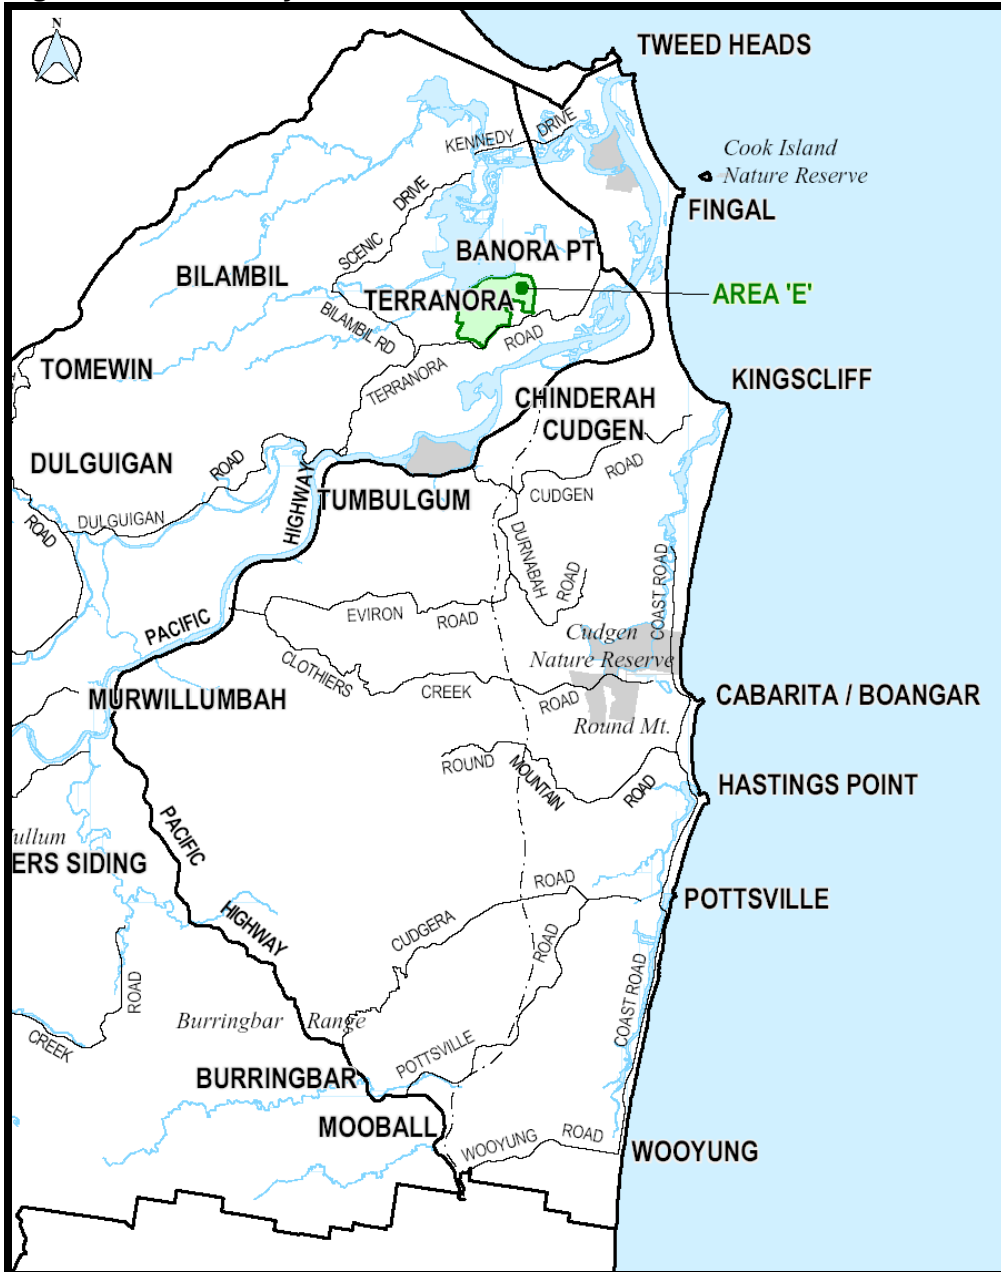 N
TWEED HEADS
KENNEDY DRIVE
Cook Island
Nature Reserve
FINGAL
SCENIC DRIVE
BANORA PT
BILAMBIL
TERRANORA
AREA 'E'
BILAMBIL RD
TERRANORA ROAD
TOMEWIN
KINGSCLIFF
CHINDERAH
CUDGEN
DULGUIGAN
DULGUIGAN ROAD
ROAD
HIGHWAY
TUMBULGUM
CUDGEN ROAD
DURNABAH ROAD
COAST ROAD
EVIRON ROAD
PACIFIC
Cudgen
Nature Reserve
CLOTHIERS CREEK ROAD
MURWILLUMBAH
CABARITA / BOANGAR
Round Mt.
ROUND MOUNTAIN ROAD
HASTINGS POINT
PACIFIC
HIGHWAY
ullum
ERS SIDING
CUDGERA ROAD
POTTSVILLE
ROAD
COAST ROAD
ROAD
CREEK
Burringbar Range
POTTSVILLE
BURRINGBAR
MOOBALL
WOOYUNG ROAD
WOOYUNG